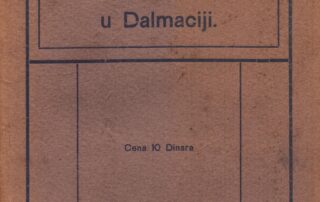 u Dalmaciji.
Cena 10 Dinara